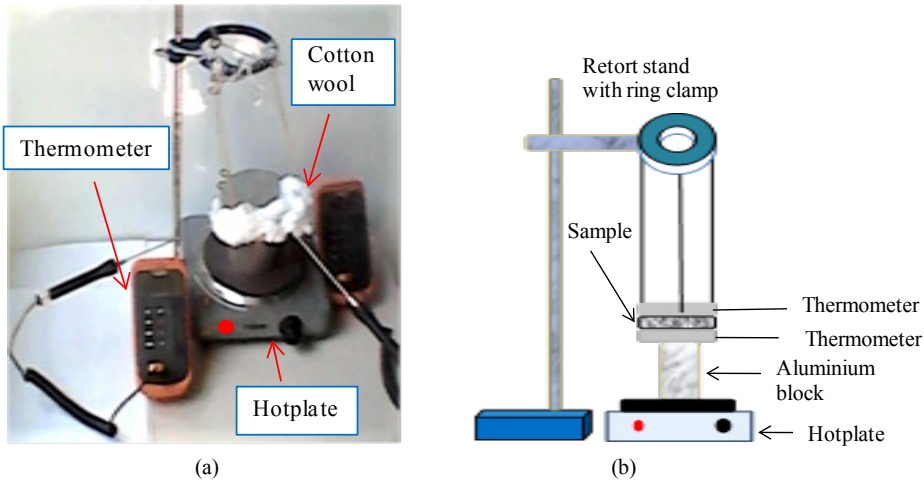 Cotton
wool
Thermometer
Hotplate
(a)
Retort stand
with ring clamp
Sample
Thermometer
Thermometer
Aluminium
block
Hotplate
(b)